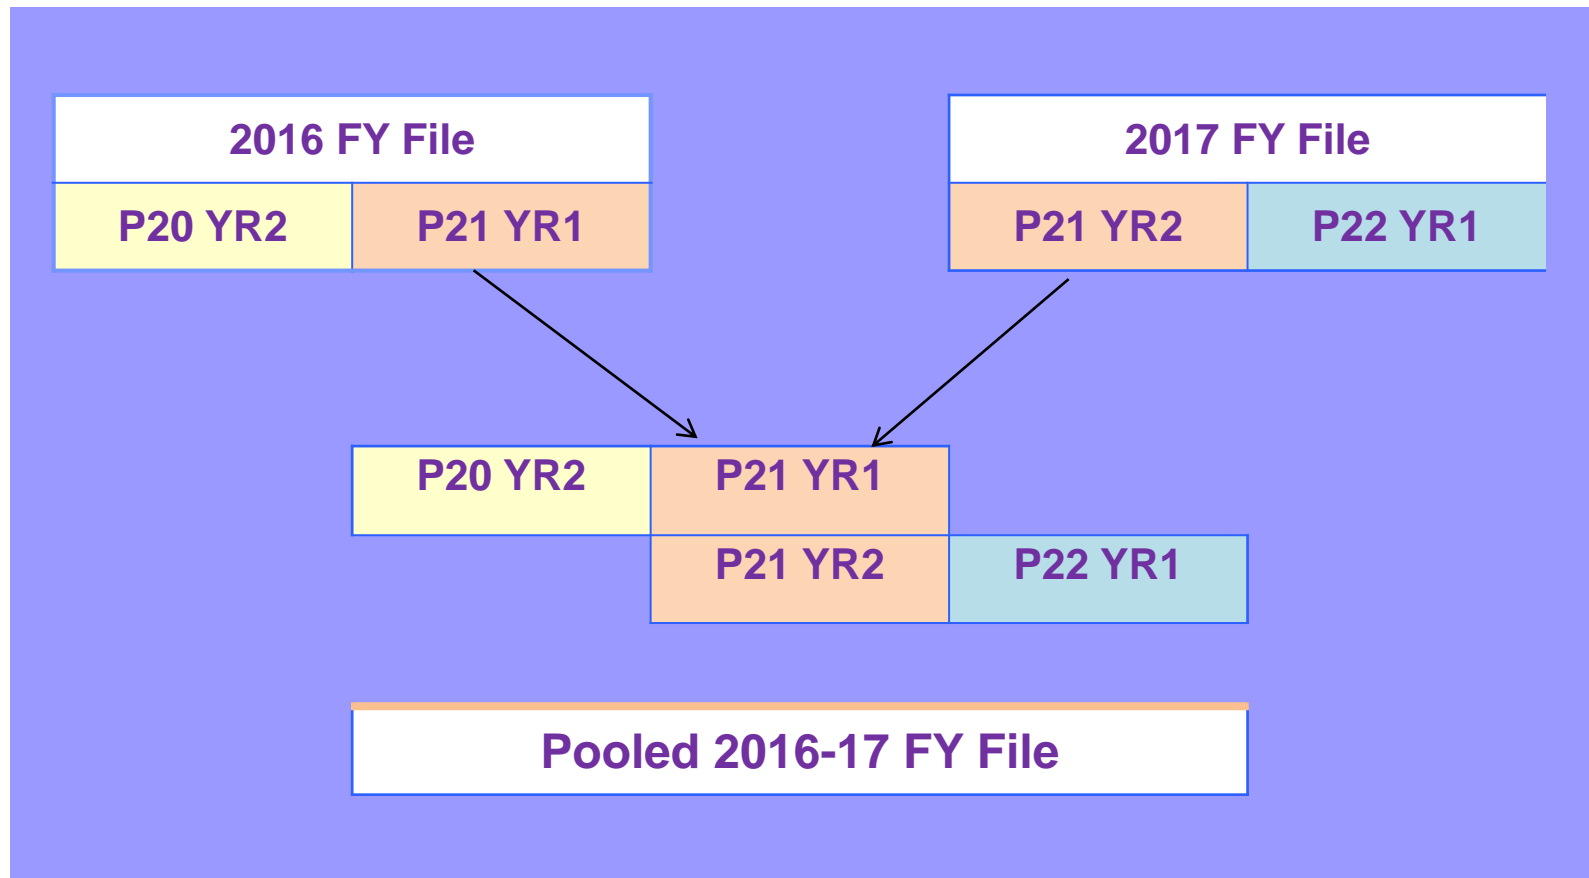 2016 FY File
2017 FY File
P20 YR2 P21 YR1
P21 YR2 P22 YR1
P20 YR2 P21 YR1
P21 YR2 P22 YR1
Pooled 2016-17 FY File